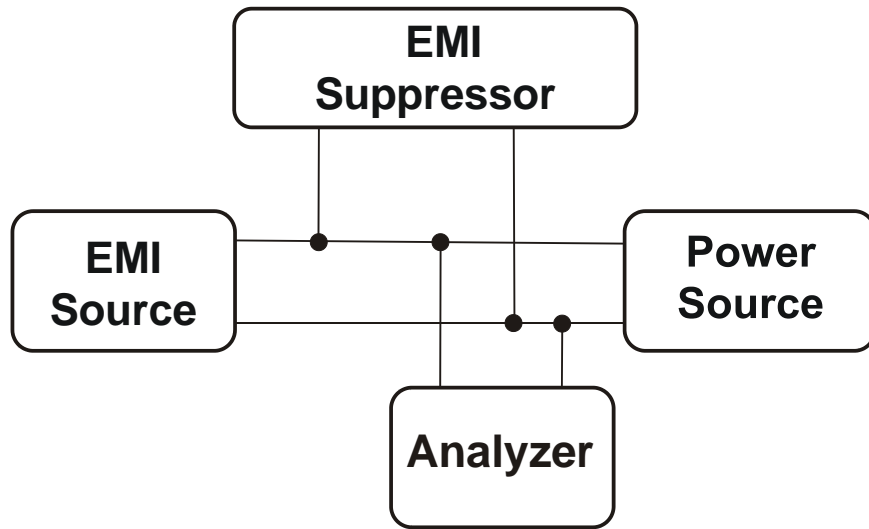 EMI
Suppressor
EMI
Source
Power
Source
Analyzer